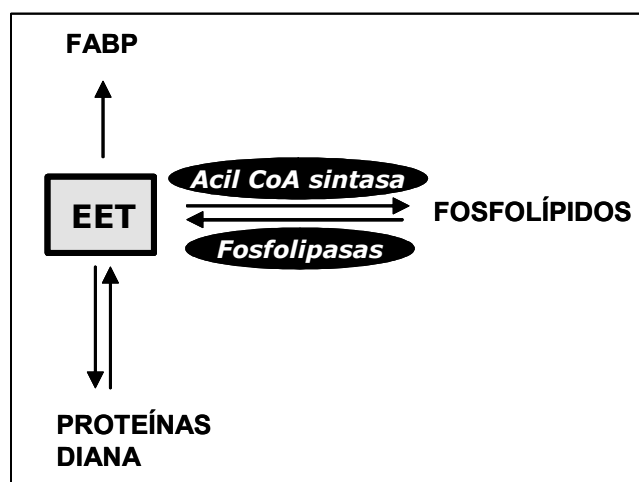 FABP
Acil CoA sintasa
EET
FOSFOLÍPIDOS
Fosfolipasas
PROTEÍNAS
DIANA